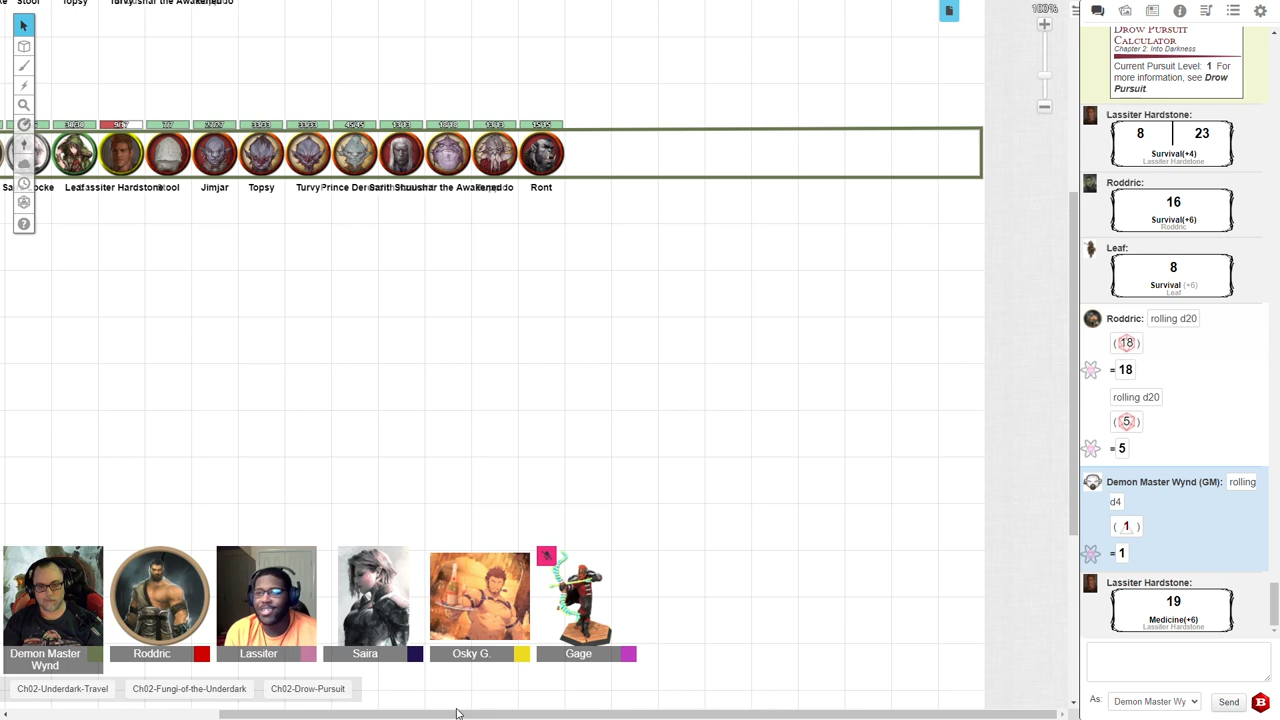 Stool Topsy
100%
DROW PURSUIT
CALCULATOR
Chapter 2: Into Darkness
Current Pursuit Level: 1 For
more information, see Drow
Pursuit.
Lassiter Hardstone:
8 23
Survival(+4)
Lassiter Hardstone
Roddric:
16
Survival(+6)
Roddric
Leaf:
8
Survival (+6)
Leaf
Roddric: rolling d20
(18)
=18
rolling d20
(5)
=5
Demon Master Wynd (GM): rolling
d4
(1)
=1
Lassiter Hardstone:
19
Medicine(+6)
Lassiter Hardstone
Jimjar Topsy Turvy Ront
Demon Master
Wynd
Roddric
Lassiter
Saira
Osky G.
Gage
Ch02-Underdark-Travel Ch02-Fungi-of-the-Underdark Ch02-Drow-Pursuit
As: Demon Master Wy Send